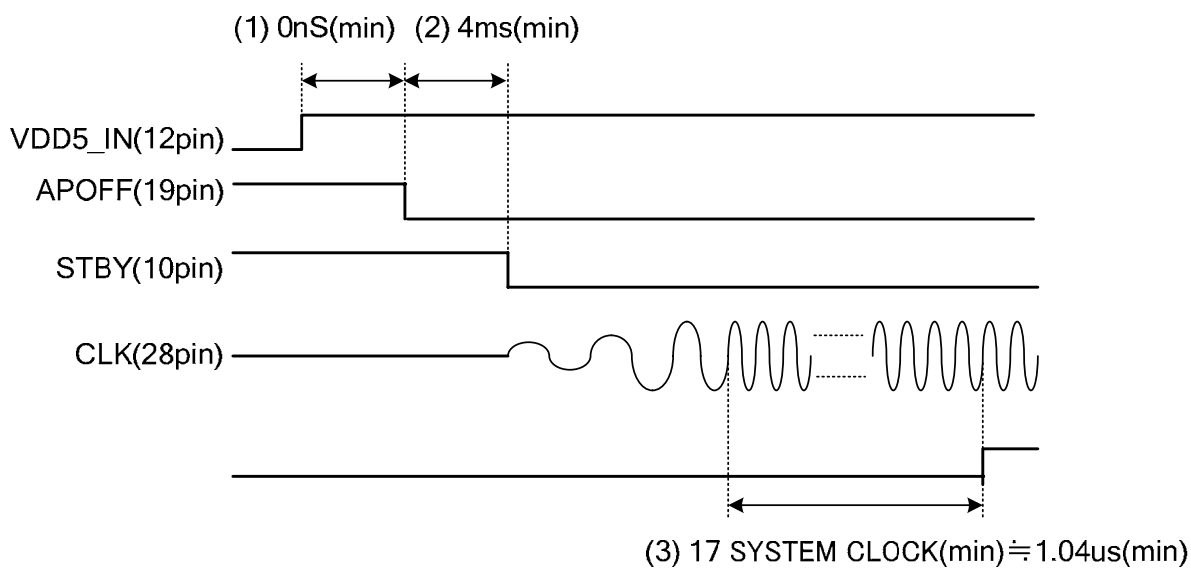 (1) 0nS(min) (2) 4ms(min)
VDD5_IN(12pin)
APOFF(19pin)
STBY(10pin)
CLK(28pin)
(3) 17 SYSTEM CLOCK(min)≒1.04us(min)